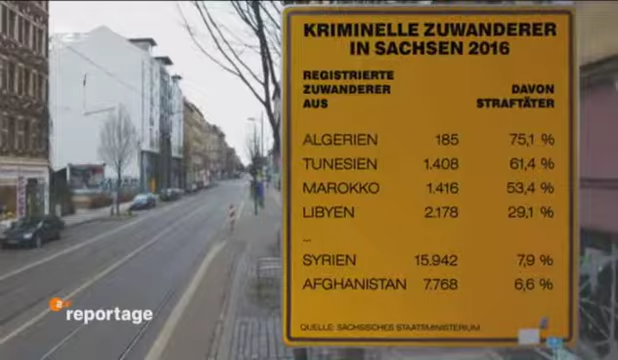 KRIMINELLE ZUWANDERER
IN SACHSEN 2016
REGISTRIERTE
ZUWANDERER
AUS
DAVON
STRAFTÄTER
ALGERIEN 185 75,1 %
TUNESIEN 1.408 61,4 %
MAROKKO 1.416 53,4 %
LIBYEN 2.178 29,1 %
...
SYRIEN 15.942 7,9 %
AFGHANISTAN 7.768 6,6 %
QUELLE: SÄCHSISCHES STAATSMINISTERIUM
reportage